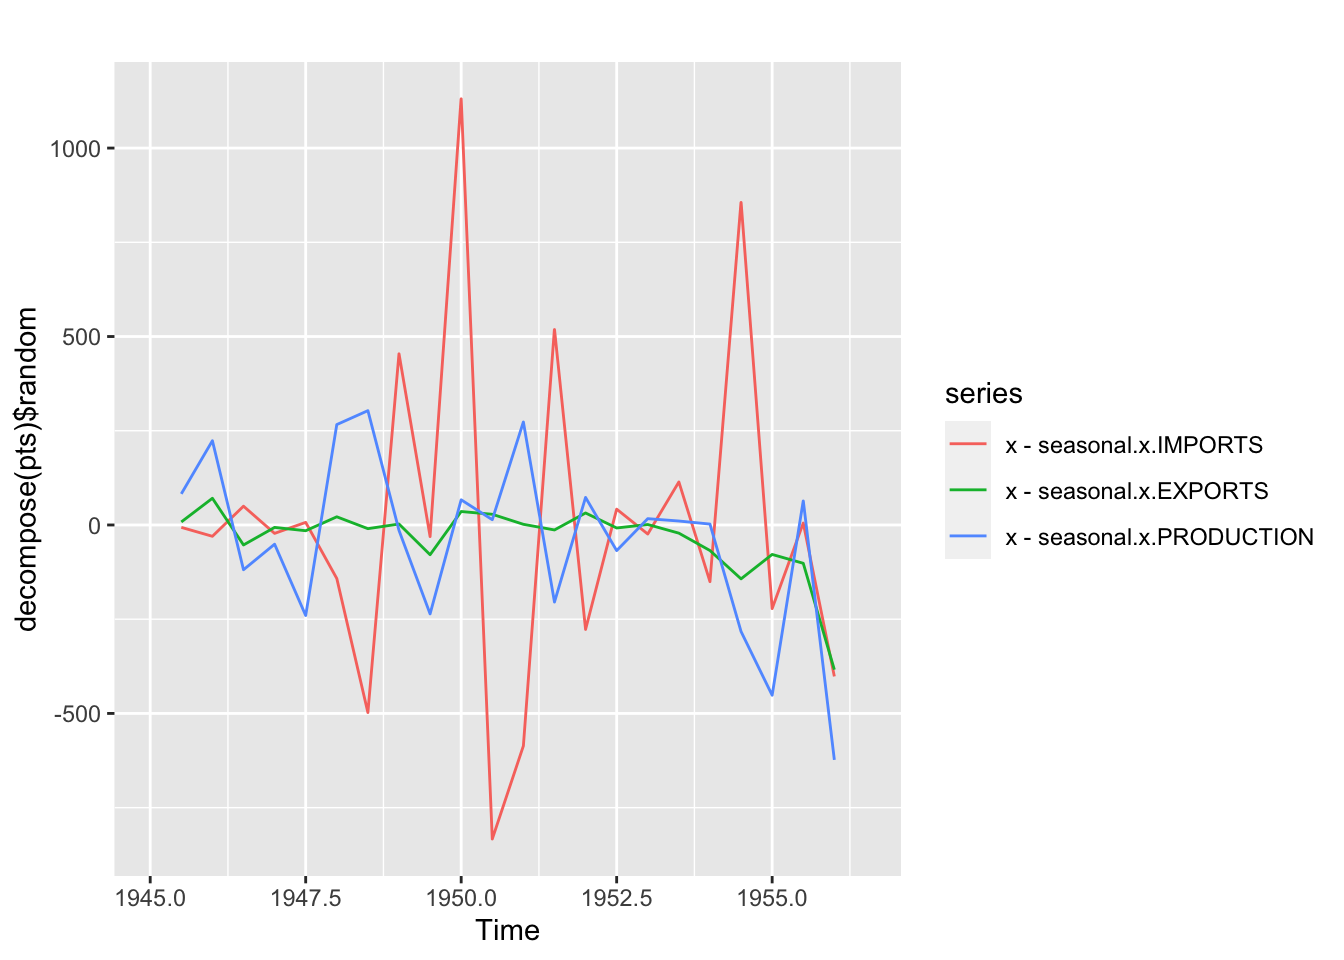 decompose(pts)$random
1000
500
0
-500
1945.0
1947.5
1950.0
1952.5
1955.0
Time
series
x - seasonal.x.IMPORTS
x - seasonal.x.EXPORTS
x - seasonal.x.PRODUCTION